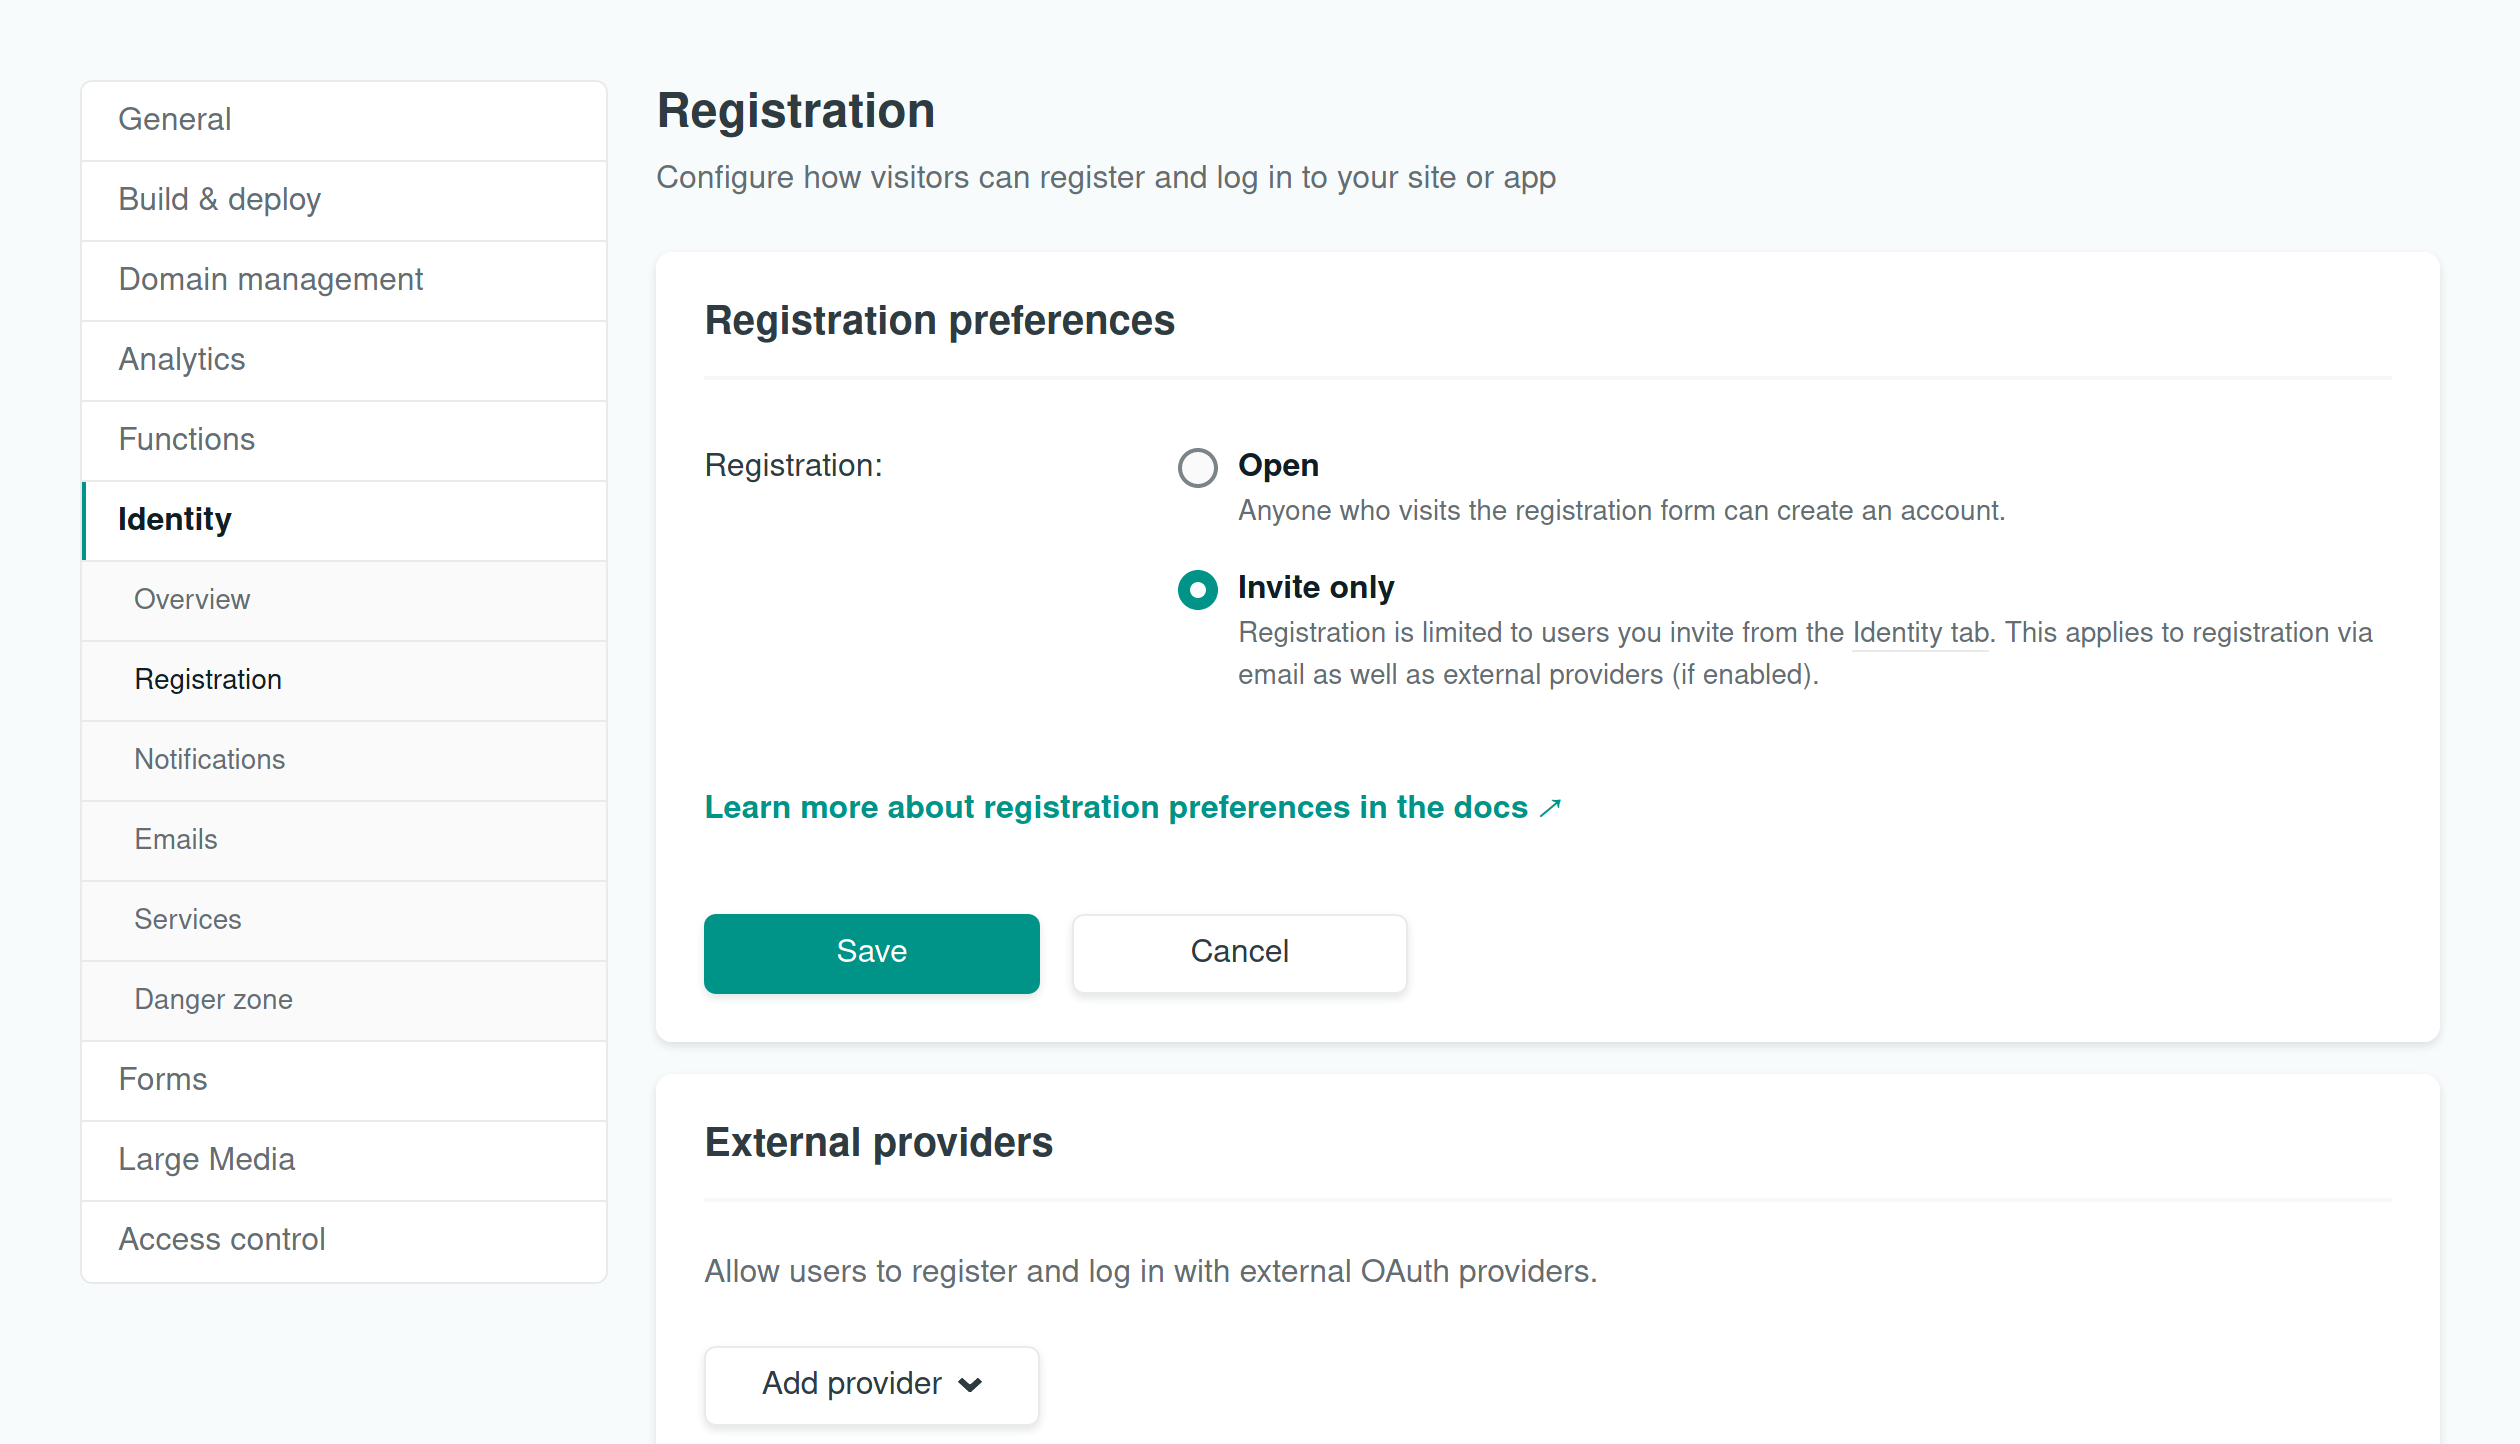 General
Build & deploy
Domain management
Analytics
Functions
Identity
Overview
Registration
Notifications
Emails
Services
Danger zone
Forms
Large Media
Access control
Registration
Configure how visitors can register and log in to your site or app
Registration preferences
Registration:
Open
Anyone who visits the registration form can create an account.
Invite only
Registration is limited to users you invite from the Identity tab. This applies to registration via
email as well as external providers (if enabled).
Learn more about registration preferences in the docs ↗
Save
Cancel
External providers
Allow users to register and log in with external OAuth providers.
Add provider